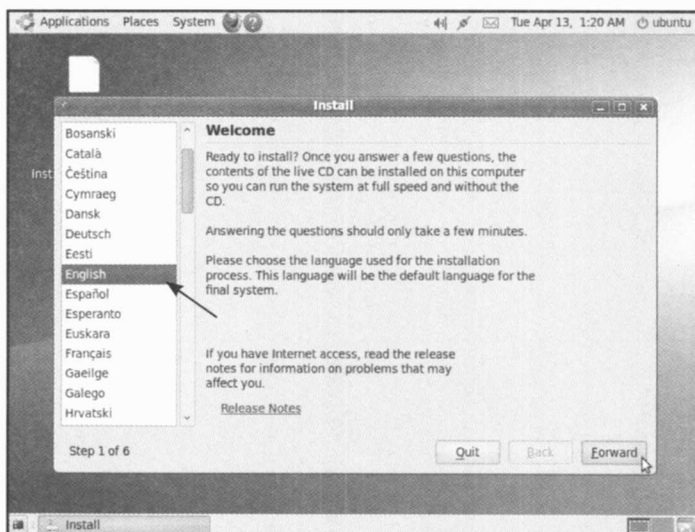 Applications Places System Tue Apr 13, 1:20 AM ubuntu
Install
Inst
Bosanski
Català
Čeština
Cymraeg
Dansk
Deutsch
Eesti
English
Español
Esperanto
Euskara
Français
Gaeilge
Galego
Hrvatski
Welcome
Ready to install? Once you answer a few questions, the
contents of the live CD can be installed on this computer
so you can run the system at full speed and without the
CD.
Answering the questions should only take a few minutes.
Please choose the language used for the installation
process. This language will be the default language for the
final system.
If you have Internet access, read the release
notes for information on problems that may
affect you.
Release Notes
Step 1 of 6
Quit Back Forward
Install